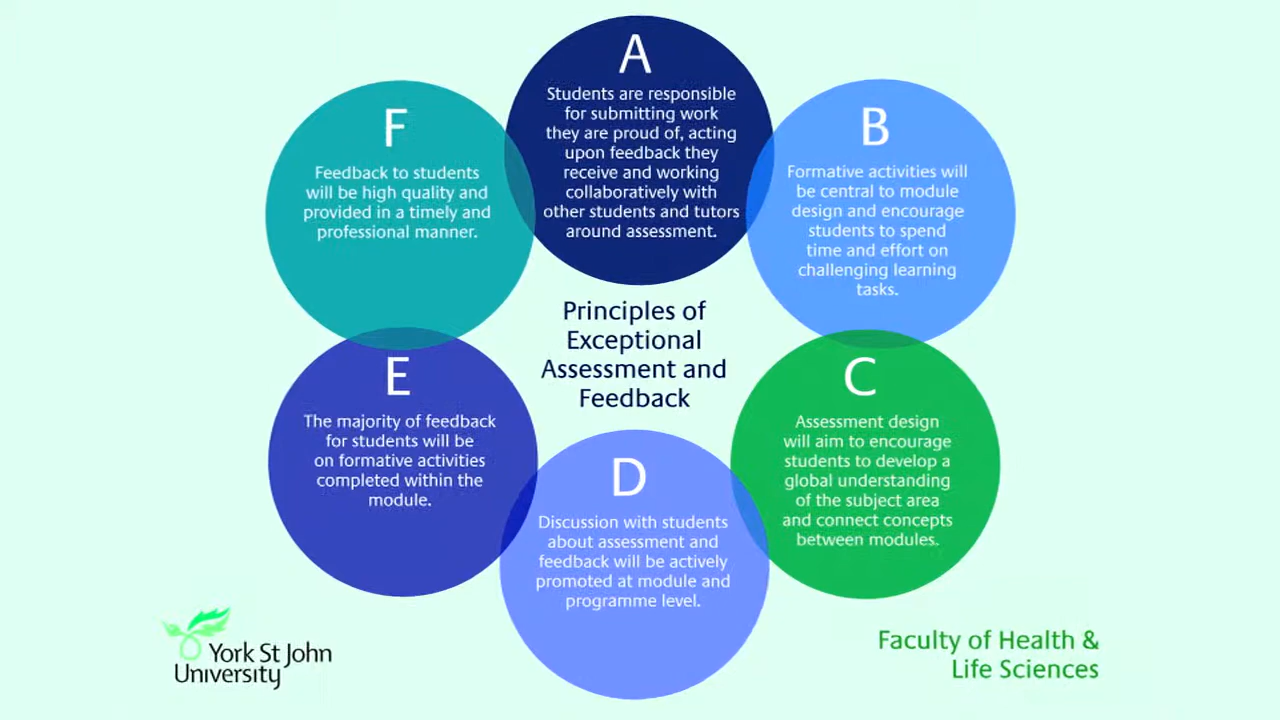 A
Students are responsible
for submitting work
they are proud of, acting
upon feedback they
receive and working
collaboratively with
other students and tutors
around assessment.
B
Formative activities will
be central to module
design and encourage
students to spend
time and effort on
challenging learning
tasks.
C
Assessment design
will aim to encourage
students to develop a
global understanding
of the subject area
and connect concepts
between modules.
D
Discussion with students
about assessment and
feedback will be actively
promoted at module and
programme level.
E
The majority of feedback
for students will be
on formative activities
completed within the
module.
F
Feedback to students
will be high quality and
provided in a timely and
professional manner.
Principles of
Exceptional
Assessment and
Feedback
York St John
University
Faculty of Health &
Life Sciences